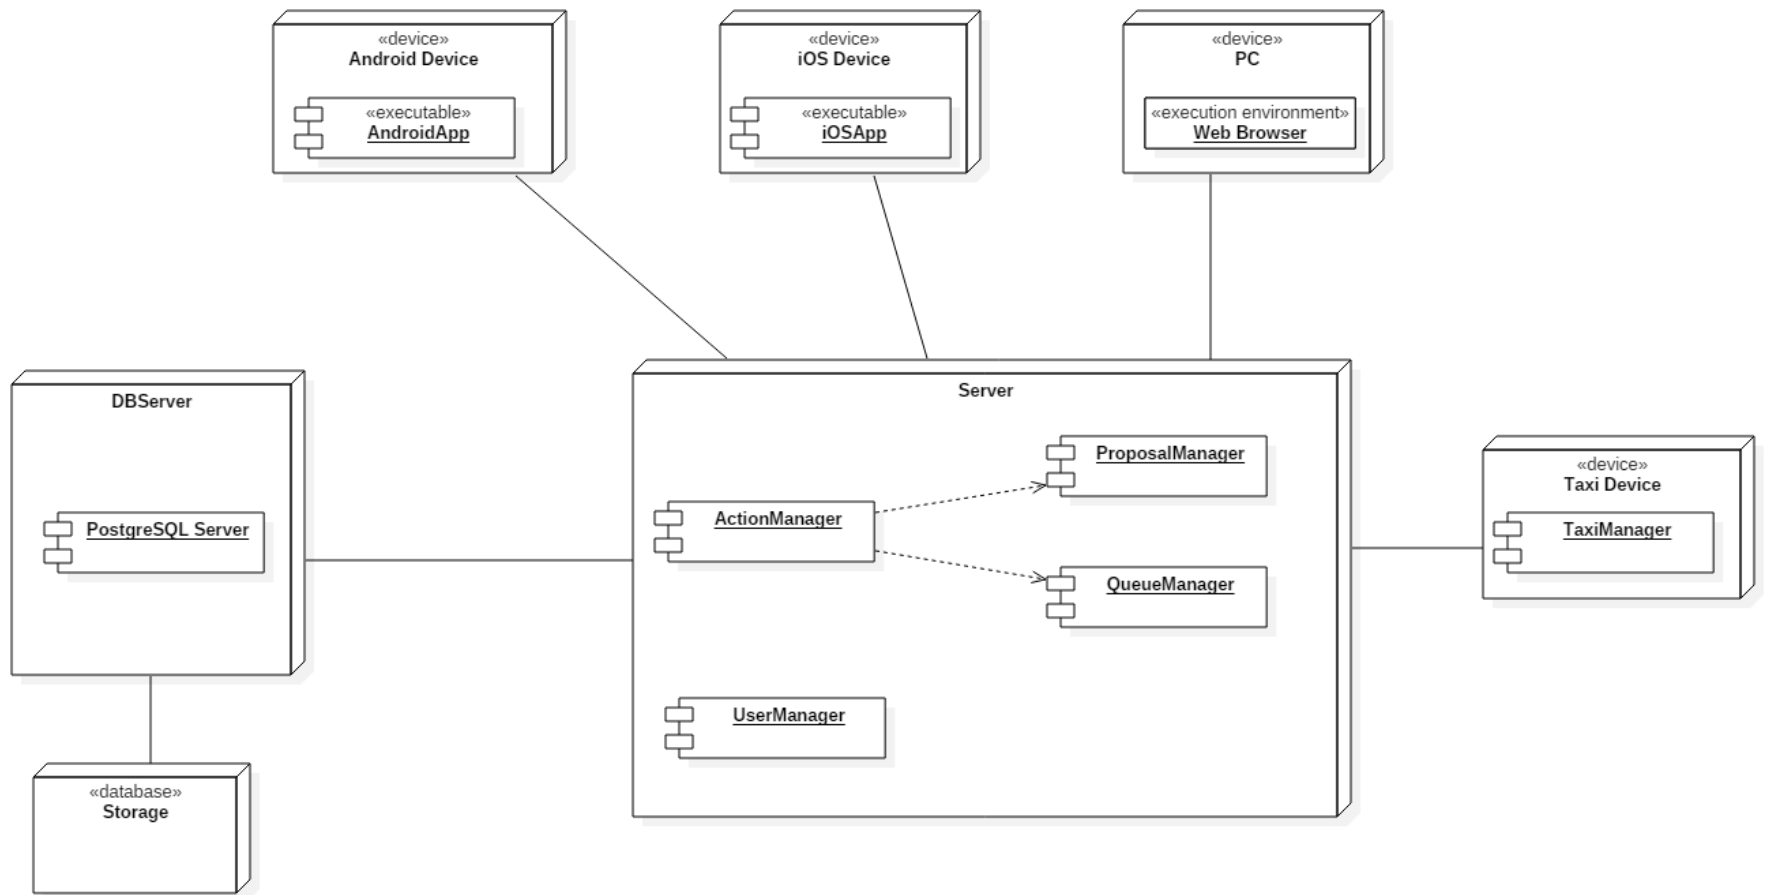 «device»
Android Device
«executable»
AndroidApp
«device»
iOS Device
«executable»
iOSApp
«device»
PC
«execution environment»
Web Browser
DBServer
PostgreSQL Server
«database»
Storage
Server
ProposalManager
ActionManager
QueueManager
UserManager
«device»
Taxi Device
TaxiManager